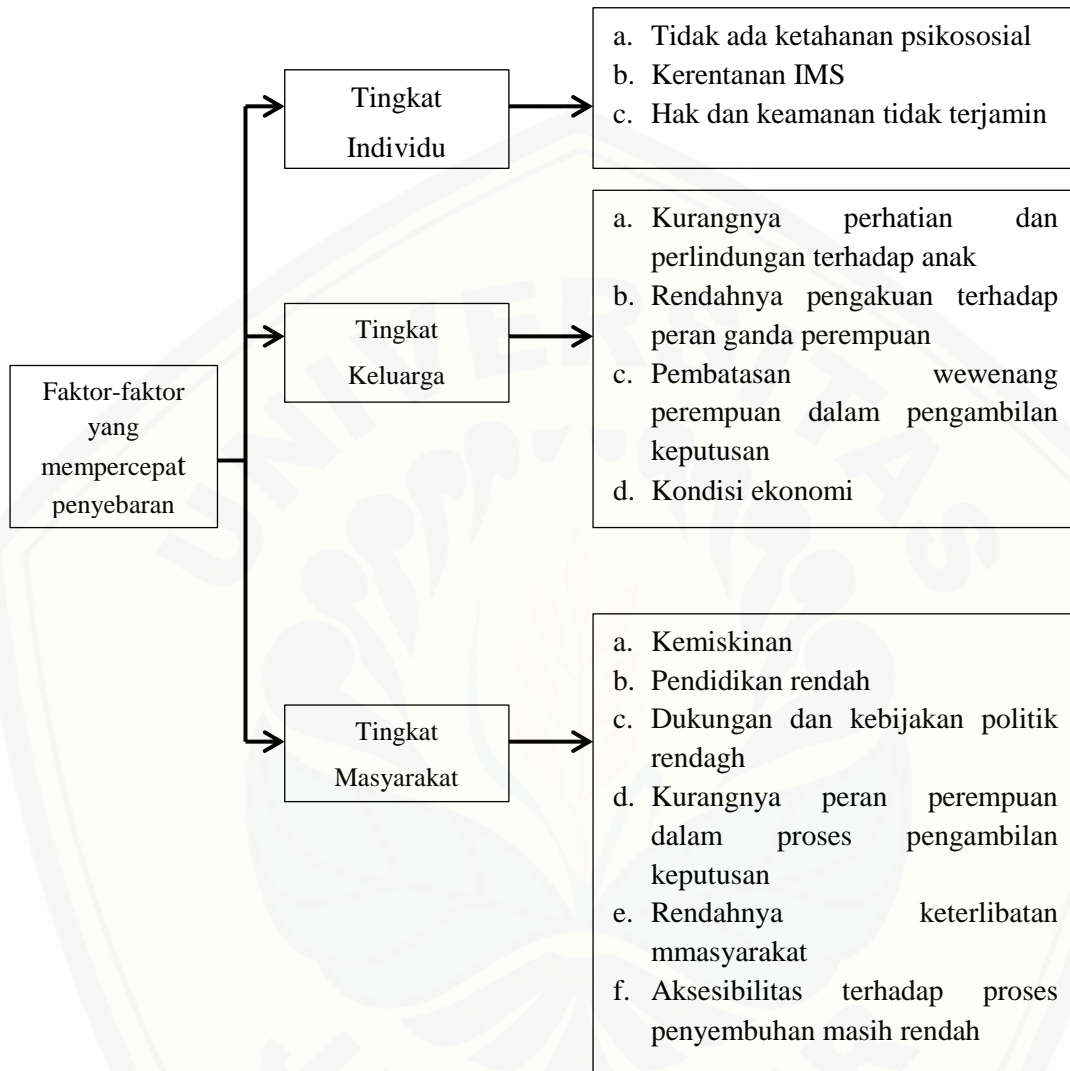 Faktor-faktor
yang
mempercepat
penyebaran
Tingkat
Individu
a. Tidak ada ketahanan psikososial
b. Kerentanan IMS
c. Hak dan keamanan tidak terjamin
Tingkat
Keluarga
a. Kurangnya perhatian dan
perlindungan terhadap anak
b. Rendahnya pengakuan terhadap
peran ganda perempuan
c. Pembatasan wewenang
perempuan dalam pengambilan
keputusan
d. Kondisi ekonomi
Tingkat
Masyarakat
a. Kemiskinan
b. Pendidikan rendah
c. Dukungan dan kebijakan politik
rendagh
d. Kurangnya peran perempuan
dalam proses pengambilan
keputusan
e. Rendahnya keterlibatan
mmasyarakat
f. Aksesibilitas terhadap proses
penyembuhan masih rendah
UNIVERSITAS